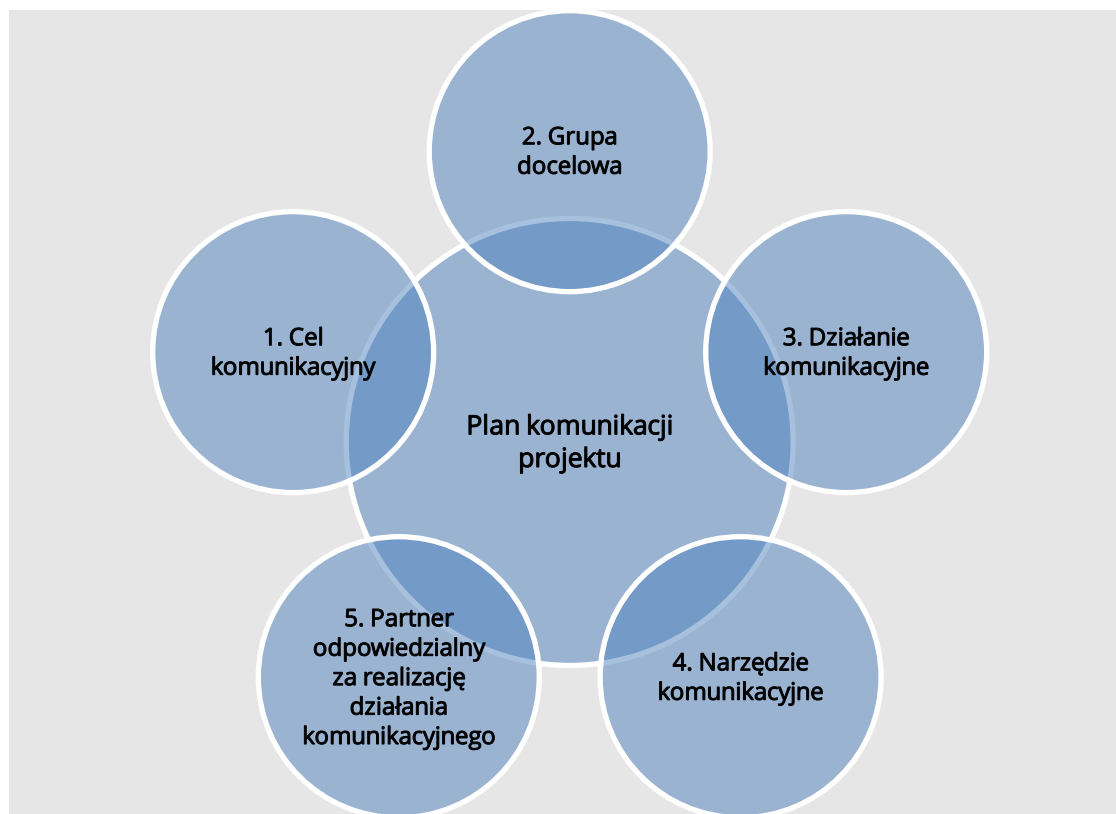 2. Grupa
docelowa
1. Cel
komunikacyjny
3. Działanie
komunikacyjne
Plan komunikacji
projektu
5. Partner
odpowiedzialny
za realizację
działania
komunikacyjnego
4. Narzędzie
komunikacyjne